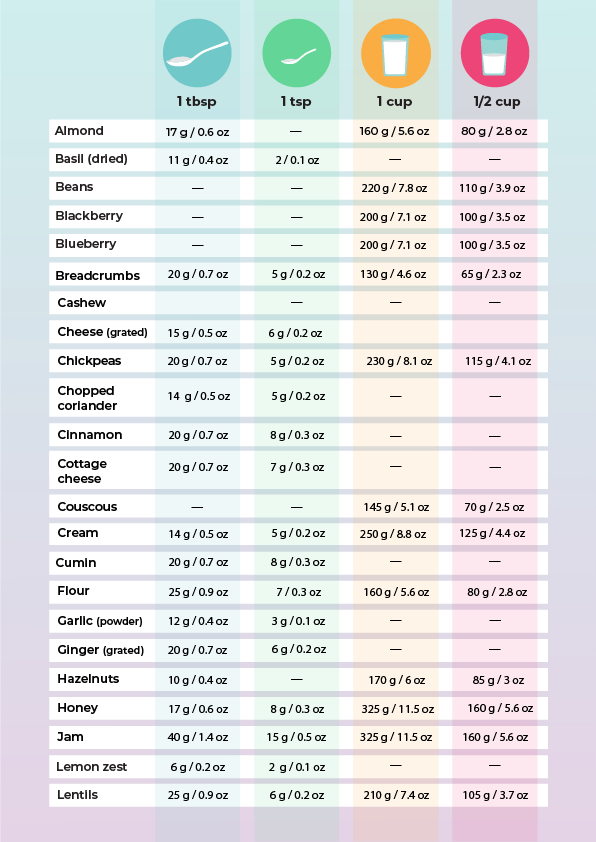 1 tbsp 1 tsp 1 cup 1/2 cup
Almond 17 g / 0.6 oz — 160 g / 5.6 oz 80 g / 2.8 oz
Basil (dried) 11 g / 0.4 oz 2 / 0.1 oz — —
Beans — — 220 g / 7.8 oz 110 g / 3.9 oz
Blackberry — — 200 g / 7.1 oz 100 g / 3.5 oz
Blueberry — — 200 g / 7.1 oz 100 g / 3.5 oz
Breadcrumbs 20 g / 0.7 oz 5 g / 0.2 oz 130 g / 4.6 oz 65 g / 2.3 oz
Cashew — — —
Cheese (grated) 15 g / 0.5 oz 6 g / 0.2 oz
Chickpeas 20 g / 0.7 oz 5 g / 0.2 oz 230 g / 8.1 oz 115 g / 4.1 oz
Chopped
coriander 14 g / 0.5 oz 5 g / 0.2 oz — —
Cinnamon 20 g / 0.7 oz 8 g / 0.3 oz — —
Cottage
cheese 20 g / 0.7 oz 7 g / 0.3 oz — —
Couscous — — 145 g / 5.1 oz 70 g / 2.5 oz
Cream 14 g / 0.5 oz 5 g / 0.2 oz 250 g / 8.8 oz 125 g / 4.4 oz
Cumin 20 g / 0.7 oz 8 g / 0.3 oz — —
Flour 25 g / 0.9 oz 7 / 0.3 oz 160 g / 5.6 oz 80 g / 2.8 oz
Garlic (powder) 12 g / 0.4 oz 3 g / 0.1 oz — —
Ginger (grated) 20 g / 0.7 oz 6 g / 0.2 oz — —
Hazelnuts 10 g / 0.4 oz — 170 g / 6 oz 85 g / 3 oz
Honey 17 g / 0.6 oz 8 g / 0.3 oz 325 g / 11.5 oz 160 g / 5.6 oz
Jam 40 g / 1.4 oz 15 g / 0.5 oz 325 g / 11.5 oz 160 g / 5.6 oz
Lemon zest 6 g / 0.2 oz 2 g / 0.1 oz — —
Lentils 25 g / 0.9 oz 6 g / 0.2 oz 210 g / 7.4 oz 105 g / 3.7 oz